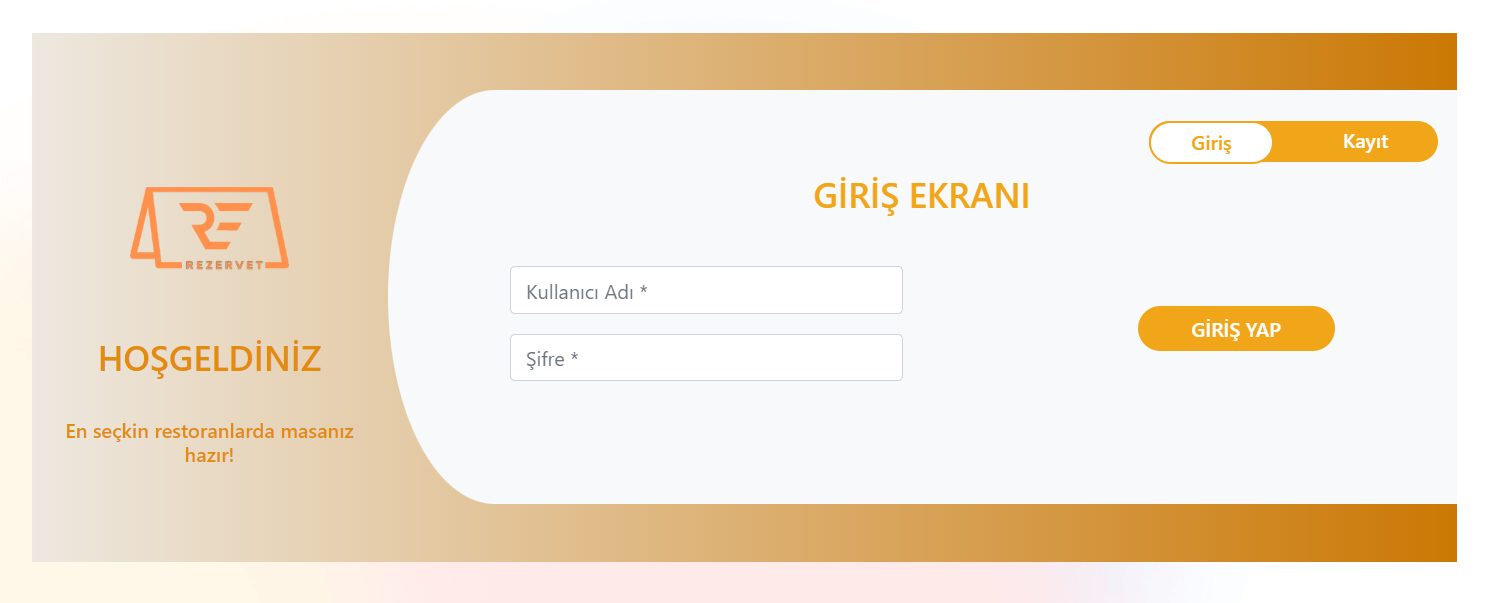 RE
REZERVET
HOŞGELDİNİZ
En seçkin restoranlarda masanız
hazır!
Giriş
Kayıt
GİRİŞ EKRANI
Kullanıcı Adı *
Şifre *
GİRİŞ YAP